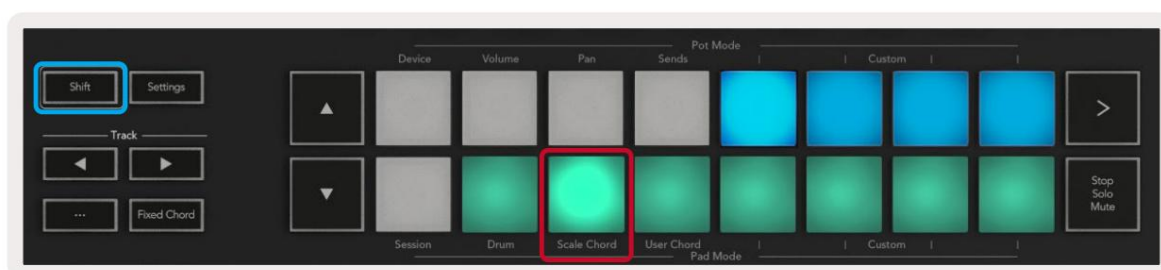 Pot Mode
Device Volume Pan Sends Custom
Shift Settings
Track
Fixed Chord
Stop
Solo
Mute
Session Drum Scale Chord User Chord Custom
Pad Mode